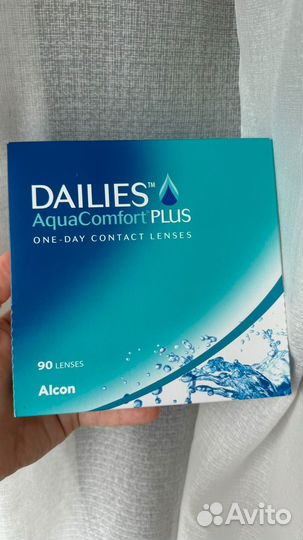 DAILIES™
AquaComfort® PLUS
ONE-DAY CONTACT LENSES
90 LENSES
Alcon
Avito